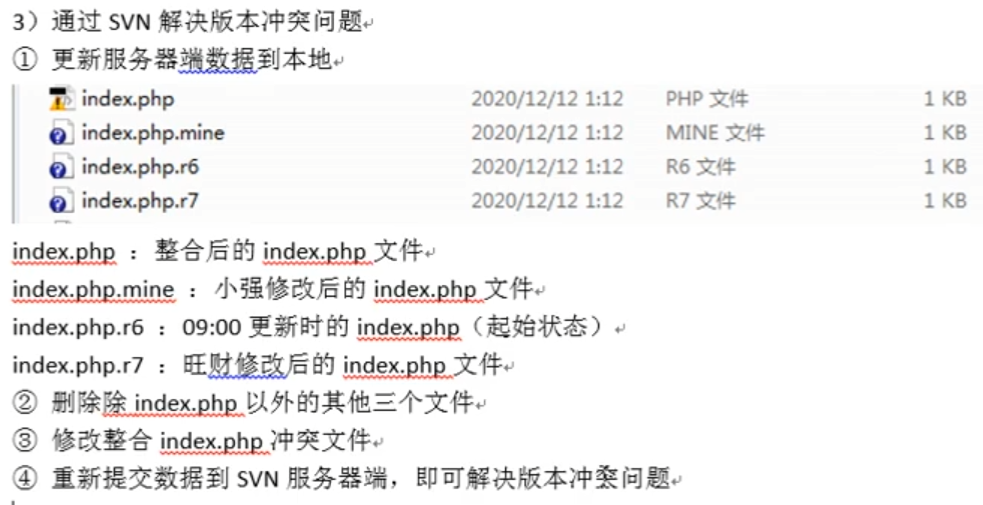 3）通过 SVN 解决版本冲突问题
① 更新服务器端数据到本地
index.php 2020/12/12 1:12 PHP 文件 1 KB
index.php.mine 2020/12/12 1:12 MINE 文件 1 KB
index.php.r6 2020/12/12 1:12 R6 文件 1 KB
index.php.r7 2020/12/12 1:12 R7 文件 1 KB
index.php ：整合后的 index.php 文件
index.php.mine ：小强修改后的 index.php 文件
index.php.r6 ：09:00 更新时的 index.php（起始状态）
index.php.r7 ：旺财修改后的 index.php 文件
② 删除除 index.php 以外的其他三个文件
③ 修改整合 index.php 冲突文件
④ 重新提交数据到 SVN 服务器端，即可解决版本冲突问题